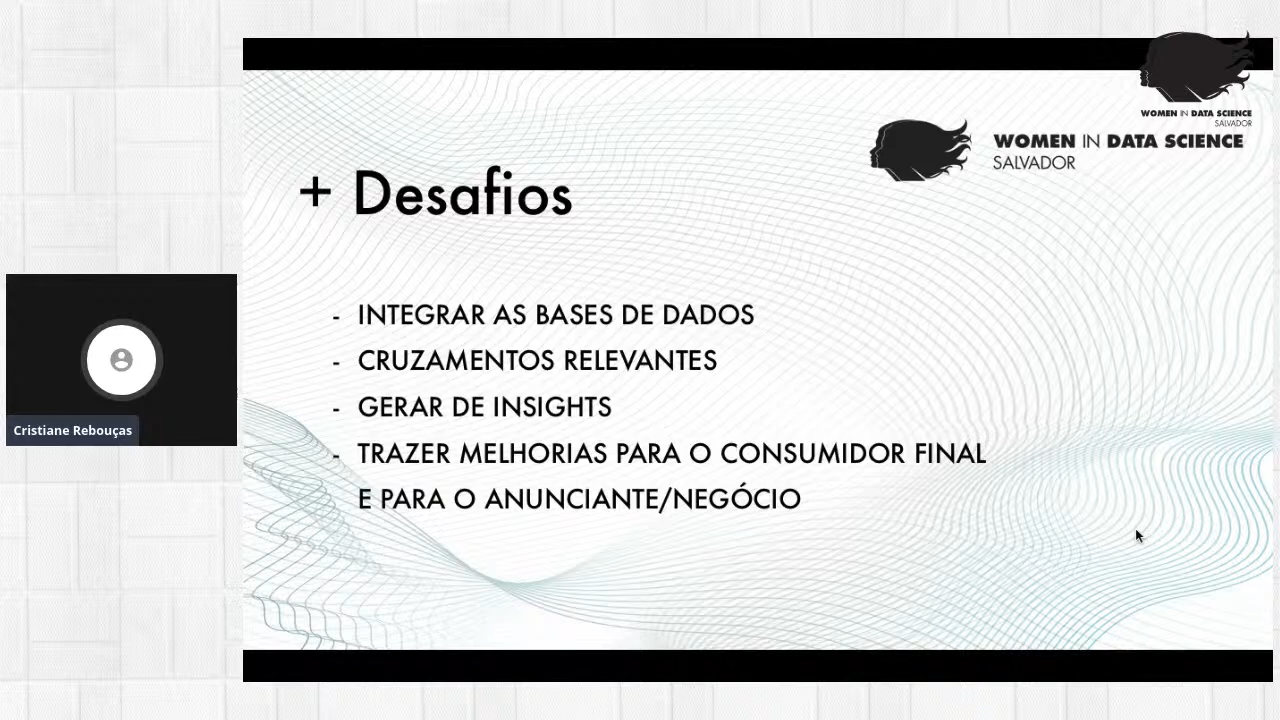 WOMEN IN DATA SCIENCE
SALVADOR
WOMEN IN DATA SCIENCE
SALVADOR
+ Desafios
- INTEGRAR AS BASES DE DADOS
- CRUZAMENTOS RELEVANTES
- GERAR DE INSIGHTS
- TRAZER MELHORIAS PARA O CONSUMIDOR FINAL
E PARA O ANUNCIANTE/NEGÓCIO
Cristiane Rebouças